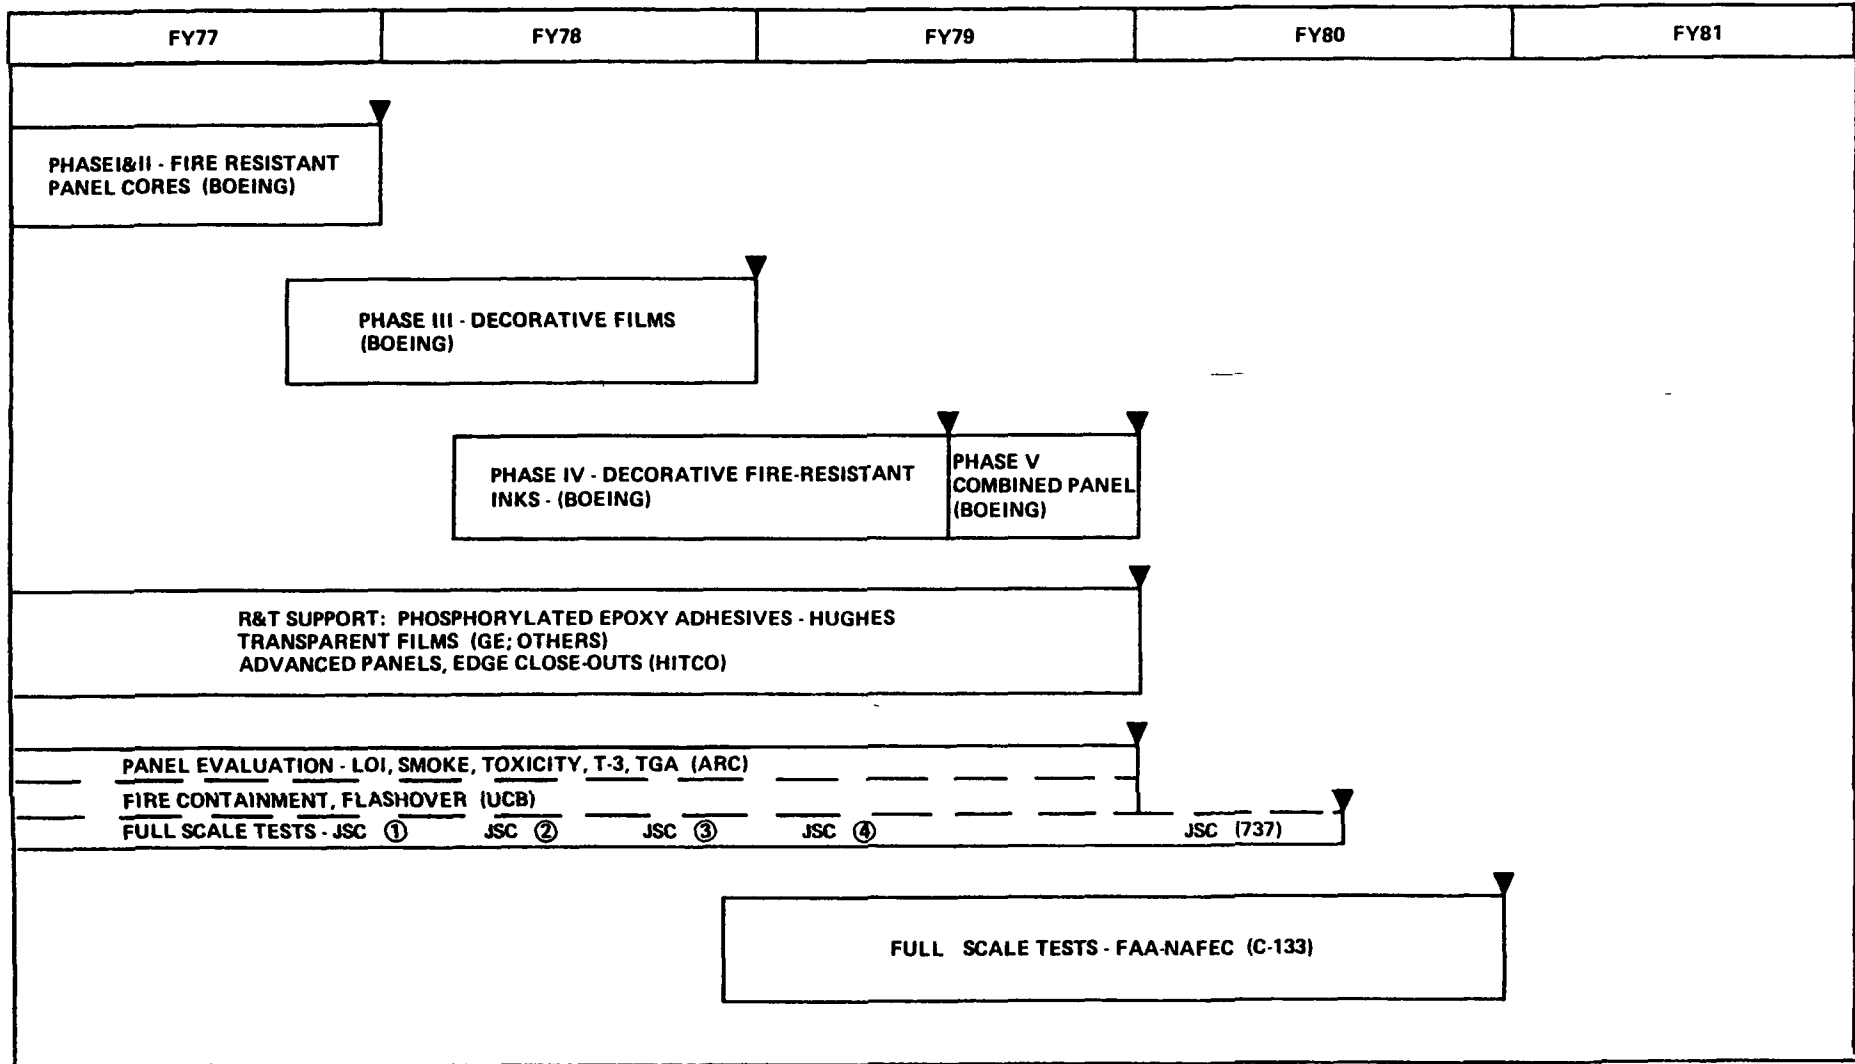 FY77 FY78 FY79 FY80 FY81
PHASEI&II - FIRE RESISTANT
PANEL CORES (BOEING)
PHASE III - DECORATIVE FILMS
(BOEING)
PHASE IV - DECORATIVE FIRE-RESISTANT
INKS - (BOEING)
PHASE V
COMBINED PANEL
(BOEING)
R&T SUPPORT: PHOSPHORYLATED EPOXY ADHESIVES - HUGHES
TRANSPARENT FILMS (GE; OTHERS)
ADVANCED PANELS, EDGE CLOSE-OUTS (HITCO)
PANEL EVALUATION - LOI, SMOKE, TOXICITY, T-3, TGA (ARC)
FIRE CONTAINMENT, FLASHOVER (UCB)
FULL SCALE TESTS - JSC ① JSC ② JSC ③ JSC ④ JSC (737)
FULL SCALE TESTS - FAA-NAFEC (C-133)